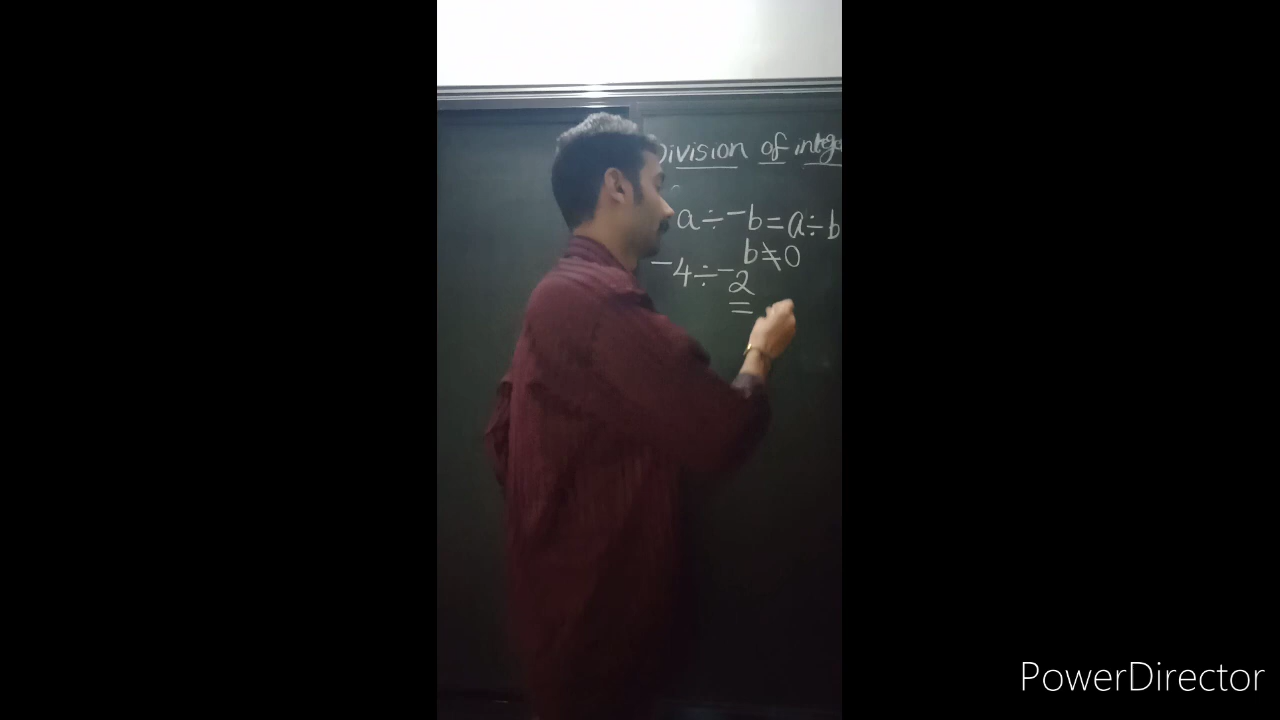 Division of integ
a÷⁻b=a÷b
b≠0
⁻4÷⁻2
=
PowerDirector